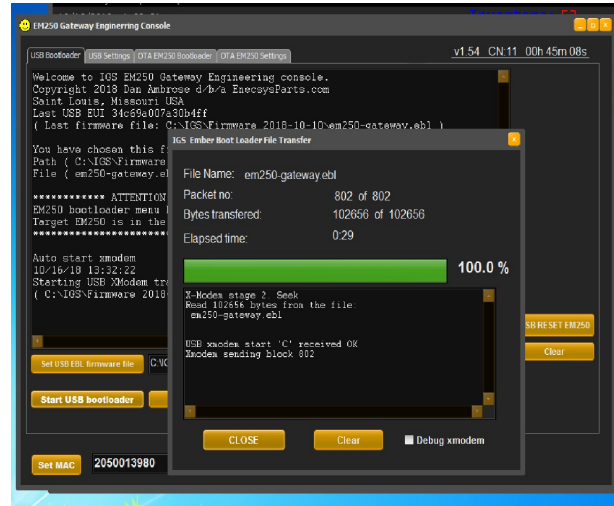 EM250 Gateway Enginerring Console
USB Bootloader USB Settings OTA EM250 Bootloader OTA EM250 Settings
v1.54 CN:11 00h 45m 08s
Welcome to IGS EM250 Gateway Engineering console.
Copyright 2018 Dan Ambrose d/b/a EnecsysParts.com
Saint Louis, Missouri USA
Last USB EUI 34c69a007a30b4ff
( Last firmware file: C:\IGS\Firmware 2018-10-10\em250-gateway.ebl )
You have chosen this f
Path ( C:\IGS\Firmware
File ( em250-gateway.e
************ ATTENTION
EM250 bootloader menu
Target EM250 is in the
Auto start xmodem
10/16/18 13:32:22
Starting USB XModem tr
( C:\IGS\Firmware 2018
Set USB EBL firmware file C:\IG
Start USB bootloader
Set MAC 2050013980
USB RESET EM250
Clear
IGS Ember Boot Loader File Transfer
File Name: em250-gateway.ebl
Packet no: 802 of 802
Bytes transfered: 102656 of 102656
Elapsed time: 0:29
100.0 %
X-Modem stage 2. Seek
Read 102656 bytes from the file:
em250-gateway.ebl
USB xmodem start 'C' received OK
Xmodem sending block 802
CLOSE Clear Debug xmodem